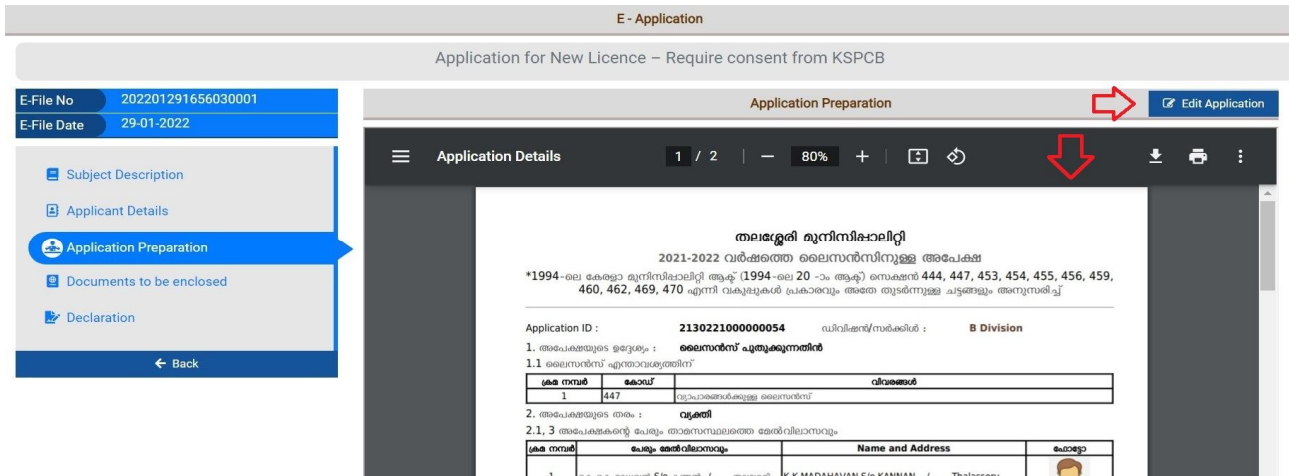 E - Application
Application for New Licence – Require consent from KSPCB
E-File No 202201291656030001
E-File Date 29-01-2022
Subject Description
Applicant Details
Application Preparation
Documents to be enclosed
Declaration
Back
Application Preparation
Edit Application
Application Details 1 / 2 80%
തലശ്ശേരി മുനിസിപ്പാലിറ്റി
2021-2022 വർഷത്തെ ലൈസൻസിനുള്ള അപേക്ഷ
*1994-ലെ കേരളാ മുനിസിപ്പാലിറ്റി ആക്ട് (1994-ലെ 20 -ാം ആക്ട്) സെക്ഷൻ 444, 447, 453, 454, 455, 456, 459,
460, 462, 469, 470 എന്നി വകുപ്പുകൾ പ്രകാരവും അതേ തുടർന്നുള്ള ചട്ടങ്ങളും അനുസരിച്ച്
Application ID : 2130221000000054 ഡിവിഷൻ/സർക്കിൾ : B Division
1. അപേക്ഷയുടെ ഉദ്ദേശ്യം : ലൈസൻസ് പുതുക്കുന്നതിൻ
1.1 ലൈസൻസ് എന്താവശ്യത്തിന്
ക്രമ നമ്പർ കോഡ് വിവരങ്ങൾ
1 447 വ്യാപാരങ്ങൾക്കുള്ള ലൈസൻസ്
2. അപേക്ഷയുടെ തരം : വ്യക്തി
2.1, 3 അപേക്ഷകന്റെ പേരും താമസസ്ഥലത്തെ മേൽവിലാസവും
ക്രമ നമ്പർ പേരും മേൽവിലാസവും Name and Address ഫോട്ടോ
1 K K MADAHAVAN S/o KANNAN / Thalassery